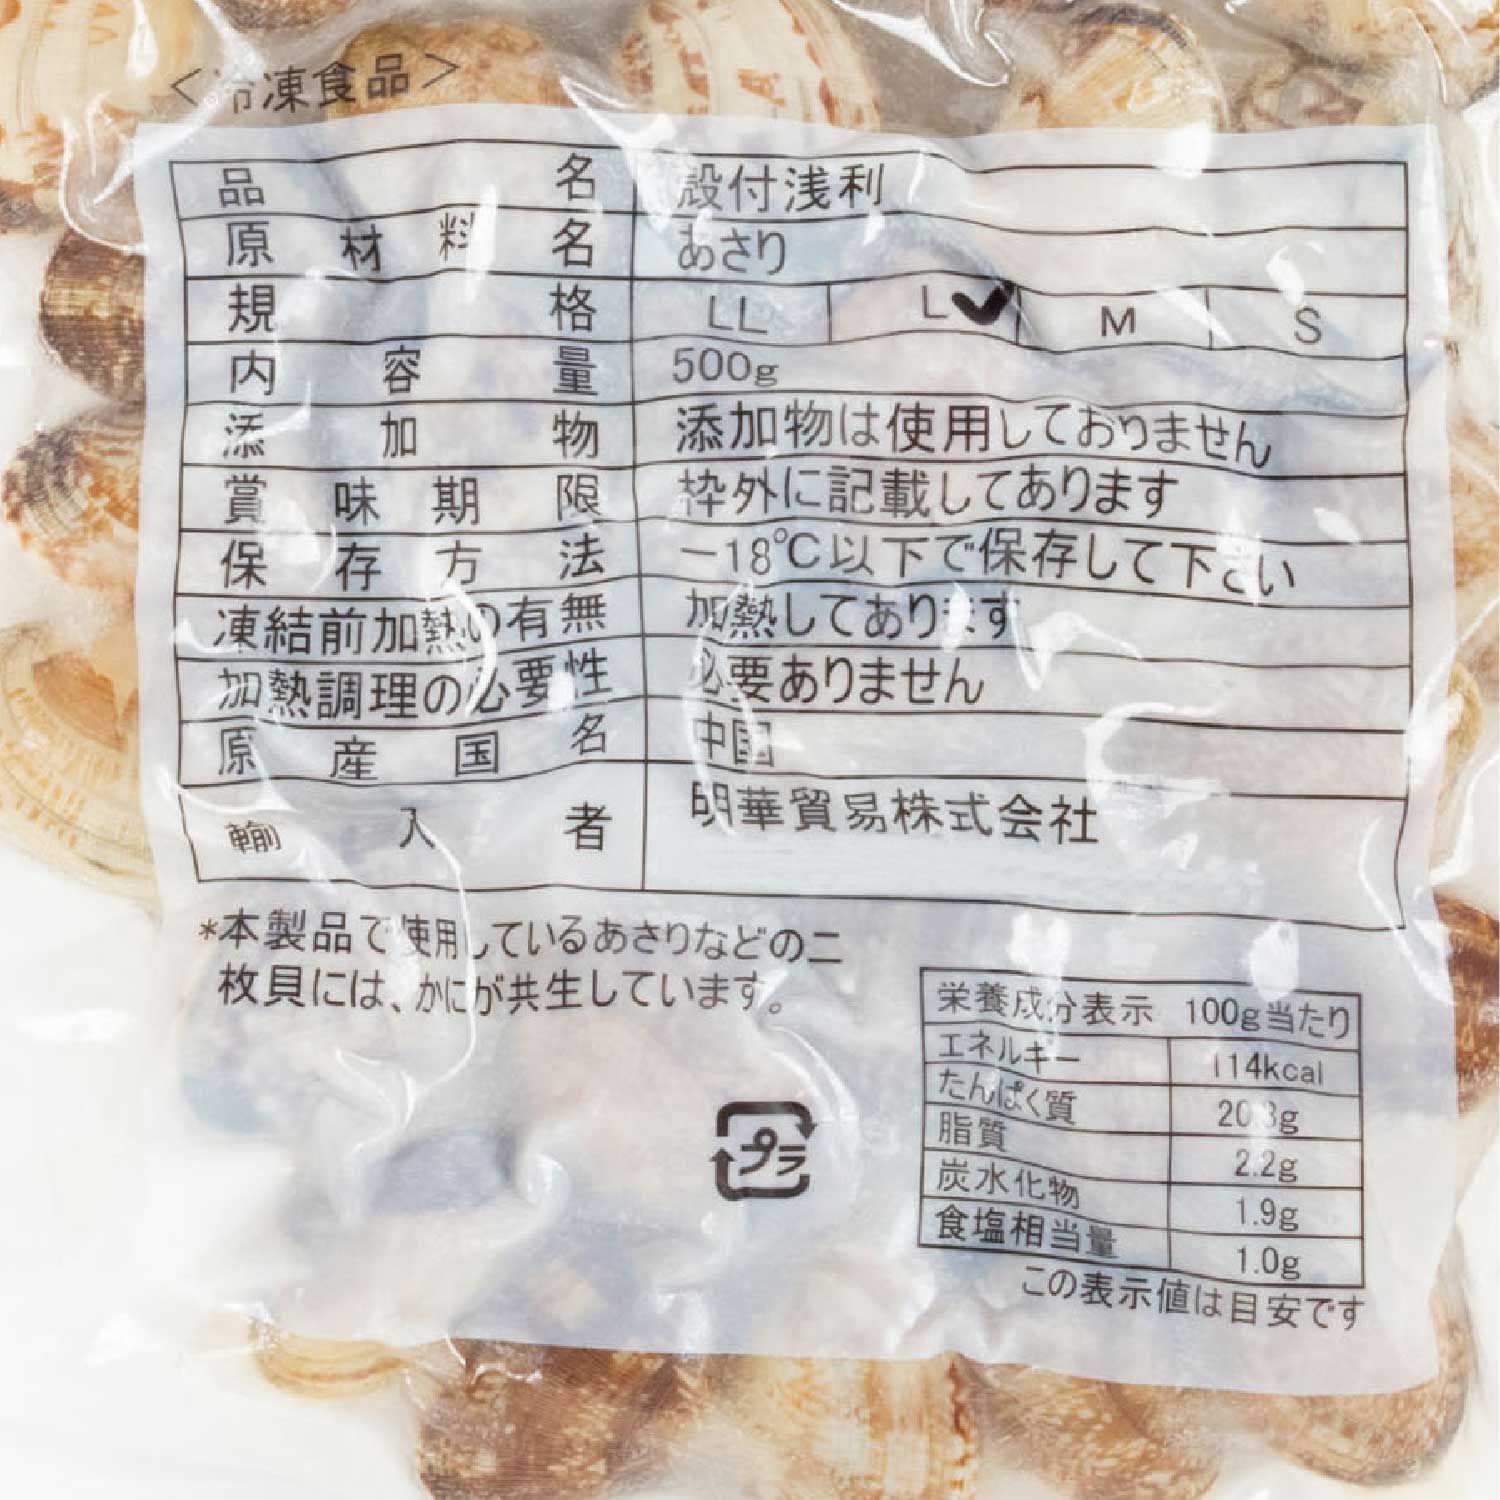 ＜冷凍食品＞
品名 殻付浅利
原材料名 あさり
規格 LL L✓ M S
内容量 500g
添加物 添加物は使用しておりません
賞味期限 枠外に記載してあります
保存方法 －18℃以下で保存して下さい
凍結前加熱の有無 加熱してあります
加熱調理の必要性 必要ありません
原産国名 中国
輸入者 明華貿易株式会社
*本製品で使用しているあさりなどの二
枚貝には、かにが共生しています。
栄養成分表示 100g当たり
エネルギー 114kcal
たんぱく質 20.3g
脂質 2.2g
炭水化物 1.9g
食塩相当量 1.0g
この表示値は目安です
プラ